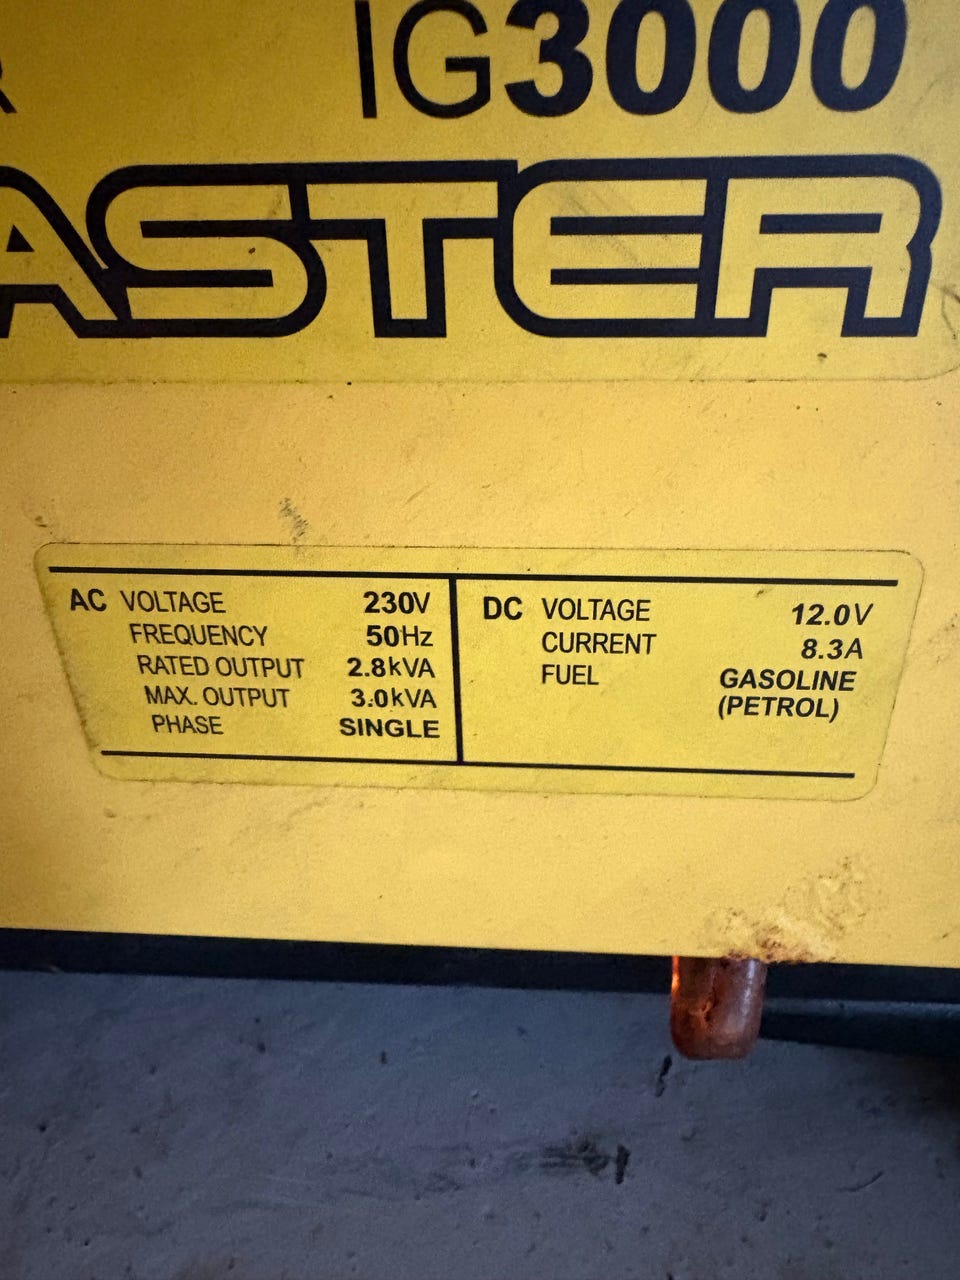 IG3000
ASTER
AC VOLTAGE 230V
FREQUENCY 50Hz
RATED OUTPUT 2.8kVA
MAX. OUTPUT 3.0kVA
PHASE SINGLE
DC VOLTAGE 12.0V
CURRENT 8.3A
FUEL GASOLINE
(PETROL)